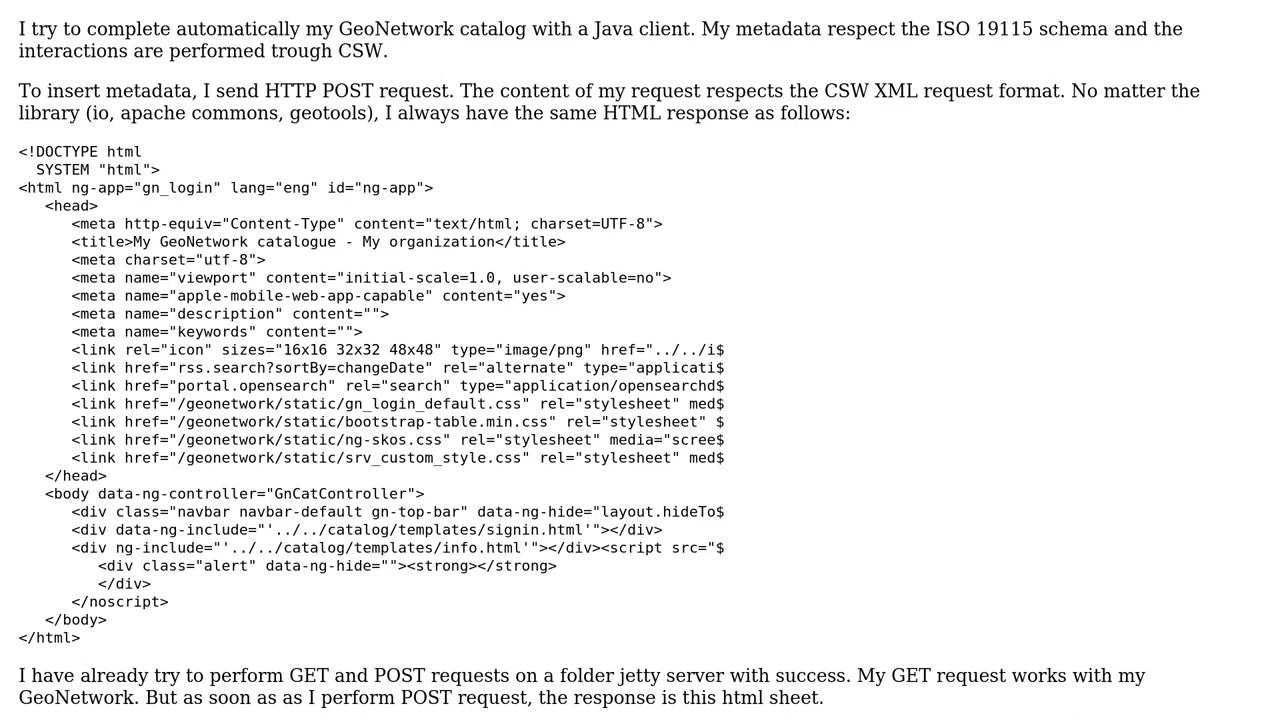 I try to complete automatically my GeoNetwork catalog with a Java client. My metadata respect the ISO 19115 schema and the
interactions are performed trough CSW.
To insert metadata, I send HTTP POST request. The content of my request respects the CSW XML request format. No matter the
library (io, apache commons, geotools), I always have the same HTML response as follows:
<!DOCTYPE html
  SYSTEM "html">
<html ng-app="gn_login" lang="eng" id="ng-app">
   <head>
      <meta http-equiv="Content-Type" content="text/html; charset=UTF-8">
      <title>My GeoNetwork catalogue - My organization</title>
      <meta charset="utf-8">
      <meta name="viewport" content="initial-scale=1.0, user-scalable=no">
      <meta name="apple-mobile-web-app-capable" content="yes">
      <meta name="description" content="">
      <meta name="keywords" content="">
      <link rel="icon" sizes="16x16 32x32 48x48" type="image/png" href="../../i$
      <link href="rss.search?sortBy=changeDate" rel="alternate" type="applicati$
      <link href="portal.opensearch" rel="search" type="application/opensearchd$
      <link href="/geonetwork/static/gn_login_default.css" rel="stylesheet" med$
      <link href="/geonetwork/static/bootstrap-table.min.css" rel="stylesheet" $
      <link href="/geonetwork/static/ng-skos.css" rel="stylesheet" media="scree$
      <link href="/geonetwork/static/srv_custom_style.css" rel="stylesheet" med$
   </head>
   <body data-ng-controller="GnCatController">
      <div class="navbar navbar-default gn-top-bar" data-ng-hide="layout.hideTo$
      <div data-ng-include="'../../catalog/templates/signin.html'"></div>
      <div ng-include="'../../catalog/templates/info.html'"></div><script src="$
         <div class="alert" data-ng-hide=""><strong></strong>
         </div>
      </noscript>
   </body>
</html>
I have already try to perform GET and POST requests on a folder jetty server with success. My GET request works with my
GeoNetwork. But as soon as as I perform POST request, the response is this html sheet.